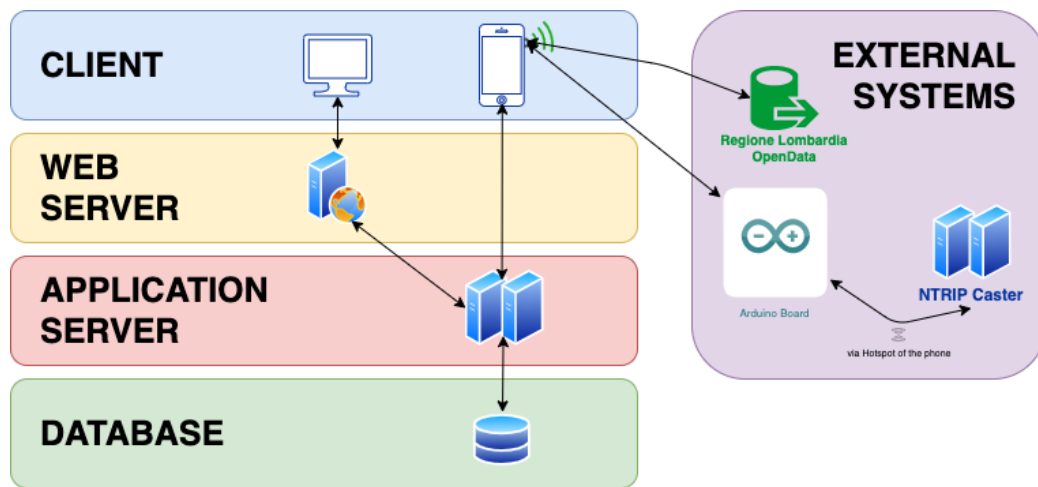 CLIENT
WEB
SERVER
APPLICATION
SERVER
DATABASE
EXTERNAL
SYSTEMS
Regione Lombardia
OpenData
Arduino Board
NTRIP Caster
via Hotspot of the phone